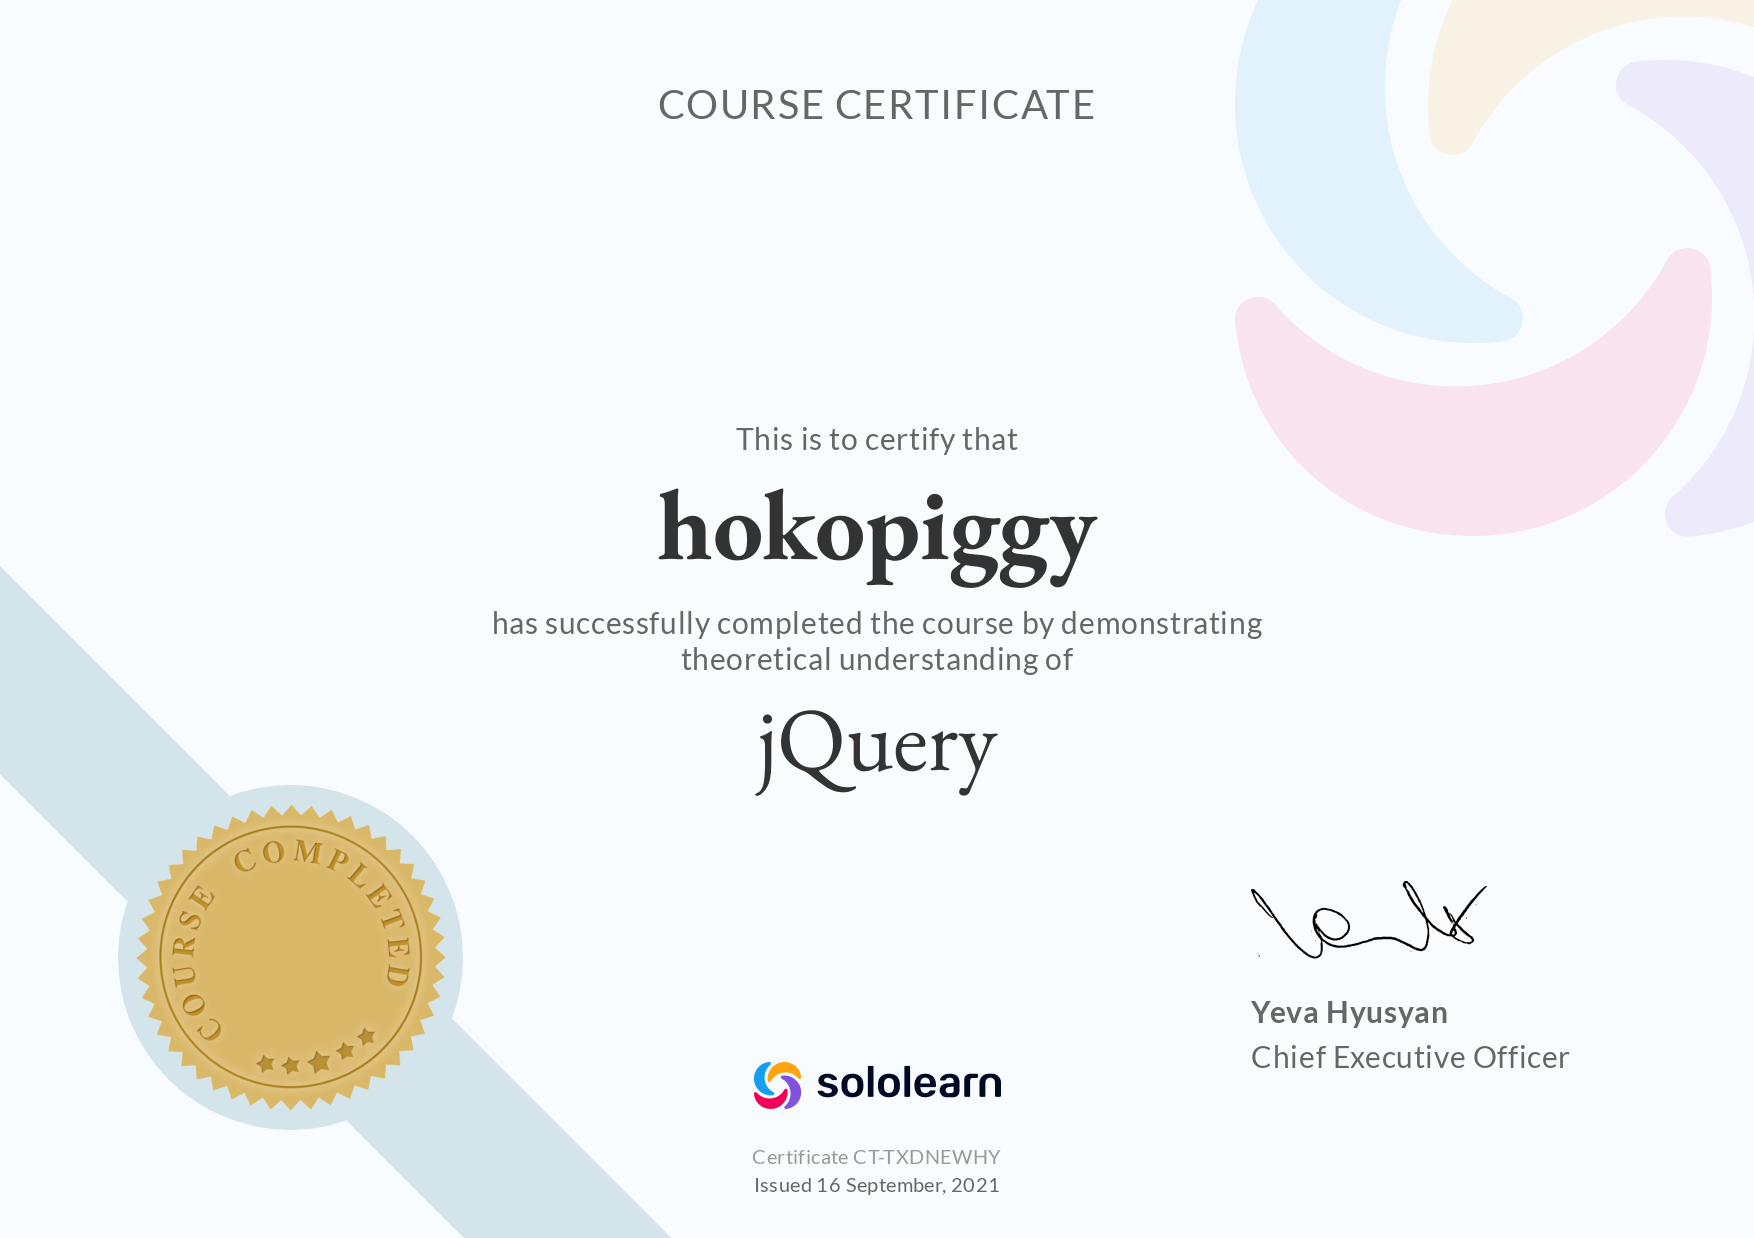 COURSE CERTIFICATE
This is to certify that
hokopiggy
has successfully completed the course by demonstrating
theoretical understanding of
jQuery
COURSE COMPLETED
Yeva Hyusyan
Chief Executive Officer
sololearn
Certificate CT-TXDNEWHY
Issued 16 September, 2021